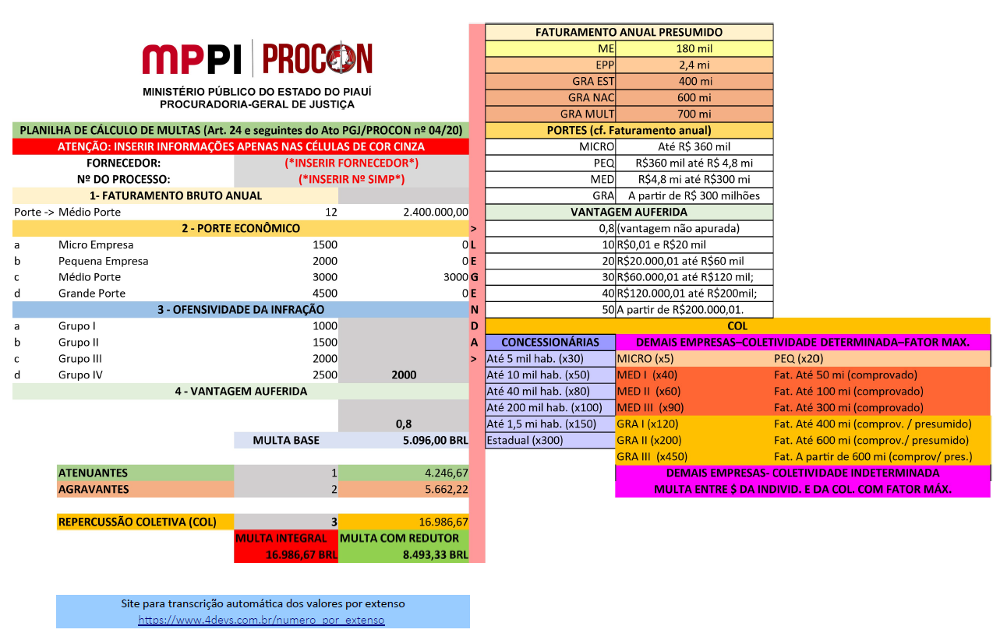 MPPI PROCON
MINISTÉRIO PÚBLICO DO ESTADO DO PIAUÍ
PROCURADORIA-GERAL DE JUSTIÇA
PLANILHA DE CÁLCULO DE MULTAS (Art. 24 e seguintes do Ato PGJ/PROCON nº 04/20)
ATENÇÃO: INSERIR INFORMAÇÕES APENAS NAS CÉLULAS DE COR CINZA
FORNECEDOR: (*INSERIR FORNECEDOR*)
Nº DO PROCESSO: (*INSERIR Nº SIMP*)
1- FATURAMENTO BRUTO ANUAL
Porte -> Médio Porte 12 2.400.000,00
2 - PORTE ECONÔMICO
a Micro Empresa 1500 0
b Pequena Empresa 2000 0
c Médio Porte 3000 3000
d Grande Porte 4500 0
3 - OFENSIVIDADE DA INFRAÇÃO
a Grupo I 1000
b Grupo II 1500
c Grupo III 2000
d Grupo IV 2500 2000
4 - VANTAGEM AUFERIDA
0,8
MULTA BASE 5.096,00 BRL
ATENUANTES 1 4.246,67
AGRAVANTES 2 5.662,22
REPERCUSSÃO COLETIVA (COL) 3 16.986,67
MULTA INTEGRAL MULTA COM REDUTOR
16.986,67 BRL 8.493,33 BRL
Site para transcrição automática dos valores por extenso
https://www.4devs.com.br/numero_por_extenso
>
L
E
G
E
N
D
A
>
FATURAMENTO ANUAL PRESUMIDO
ME 180 mil
EPP 2,4 mi
GRA EST 400 mi
GRA NAC 600 mi
GRA MULT 700 mi
PORTES (cf. Faturamento anual)
MICRO Até R$ 360 mil
PEQ R$360 mil até R$ 4,8 mi
MED R$4,8 mi até R$300 mi
GRA A partir de R$ 300 milhões
VANTAGEM AUFERIDA
0,8 (vantagem não apurada)
10 R$0,01 e R$20 mil
20 R$20.000,01 até R$60 mil
30 R$60.000,01 até R$120 mil;
40 R$120.000,01 até R$200mil;
50 A partir de R$200.000,01.
COL
CONCESSIONÁRIAS DEMAIS EMPRESAS–COLETIVIDADE DETERMINADA–FATOR MAX.
Até 5 mil hab. (x30) MICRO (x5) PEQ (x20)
Até 10 mil hab. (x50) MED I (x40) Fat. Até 50 mi (comprovado)
Até 40 mil hab. (x80) MED II (x60) Fat. Até 100 mi (comprovado)
Até 200 mil hab. (x100) MED III (x90) Fat. Até 300 mi (comprovado)
Até 1,5 mi hab. (x150) GRA I (x120) Fat. Até 400 mi (comprov. / presumido)
Estadual (x300) GRA II (x200) Fat. Até 600 mi (comprov./ presumido)
GRA III (x450) Fat. A partir de 600 mi (comprov/ pres.)
DEMAIS EMPRESAS- COLETIVIDADE INDETERMINADA
MULTA ENTRE $ DA INDIVID. E DA COL. COM FATOR MÁX.